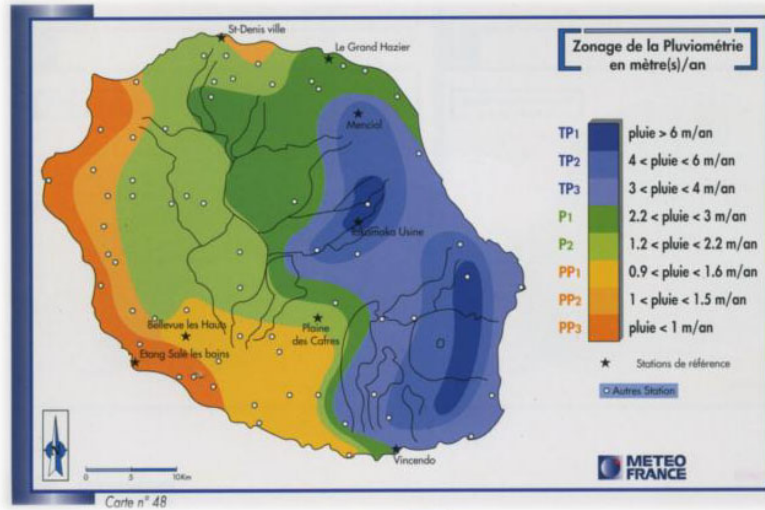 St-Denis ville
Le Grand Hazier
Menciol
Takamaka Usine
Bellevue les Hauts
Plaine
des Cafres
Etang Salé les bains
Vincendo
0 5 10Km
Zonage de la Pluviométrie
en mètre(s)/an
TP1 pluie > 6 m/an
TP2 4 < pluie < 6 m/an
TP3 3 < pluie < 4 m/an
P1 2.2 < pluie < 3 m/an
P2 1.2 < pluie < 2.2 m/an
PP1 0.9 < pluie < 1.6 m/an
PP2 1 < pluie < 1.5 m/an
PP3 pluie < 1 m/an
Stations de référence
Autres Station
METEO
FRANCE
Carte n° 48